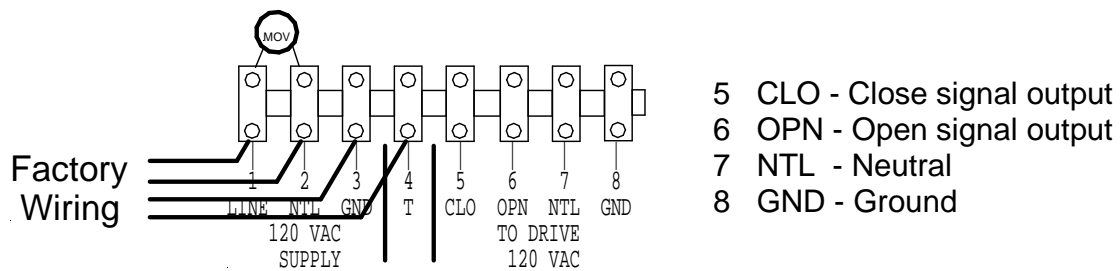 MOV
Factory
Wiring
1 2 3 4 5 6 7 8
LINE NTL GND T CLO OPN NTL GND
120 VAC TO DRIVE
SUPPLY 120 VAC
5 CLO - Close signal output
6 OPN - Open signal output
7 NTL - Neutral
8 GND - Ground